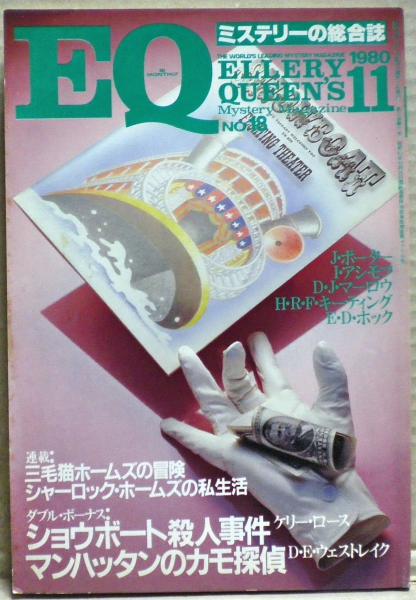 ミステリーの総合誌
EQ
BI
MONTHLY
THE WORLD'S LEADING MYSTERY MAGAZINE
ELLERY
QUEEN'S
Mystery Magazine
NO.18
1980
11
SHOWBOAT
THEATER
J・ポーター
I・アシモフ
D・J・マーロウ
H・R・F・キーティング
E・D・ホック
連載:
三毛猫ホームズの冒険
シャーロック・ホームズの私生活
ダブル・ボーナス:
ショウボート殺人事件 ケリー・ロース
マンハッタンのカモ探偵 D・E・ウェストレイク